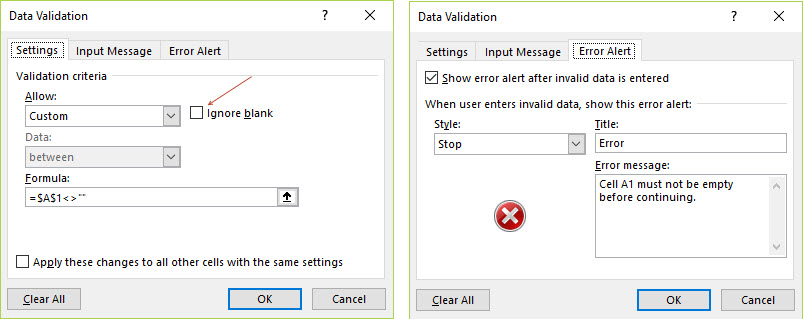 Data Validation ? ×
Settings Input Message Error Alert
Validation criteria
Allow:
Custom Ignore blank
Data:
between
Formula:
=$A$1<>""
Apply these changes to all other cells with the same settings
Clear All OK Cancel
Data Validation ? ×
Settings Input Message Error Alert
Show error alert after invalid data is entered
When user enters invalid data, show this error alert:
Style: Title:
Stop Error
Error message:
Cell A1 must not be empty
before continuing.
Clear All OK Cancel